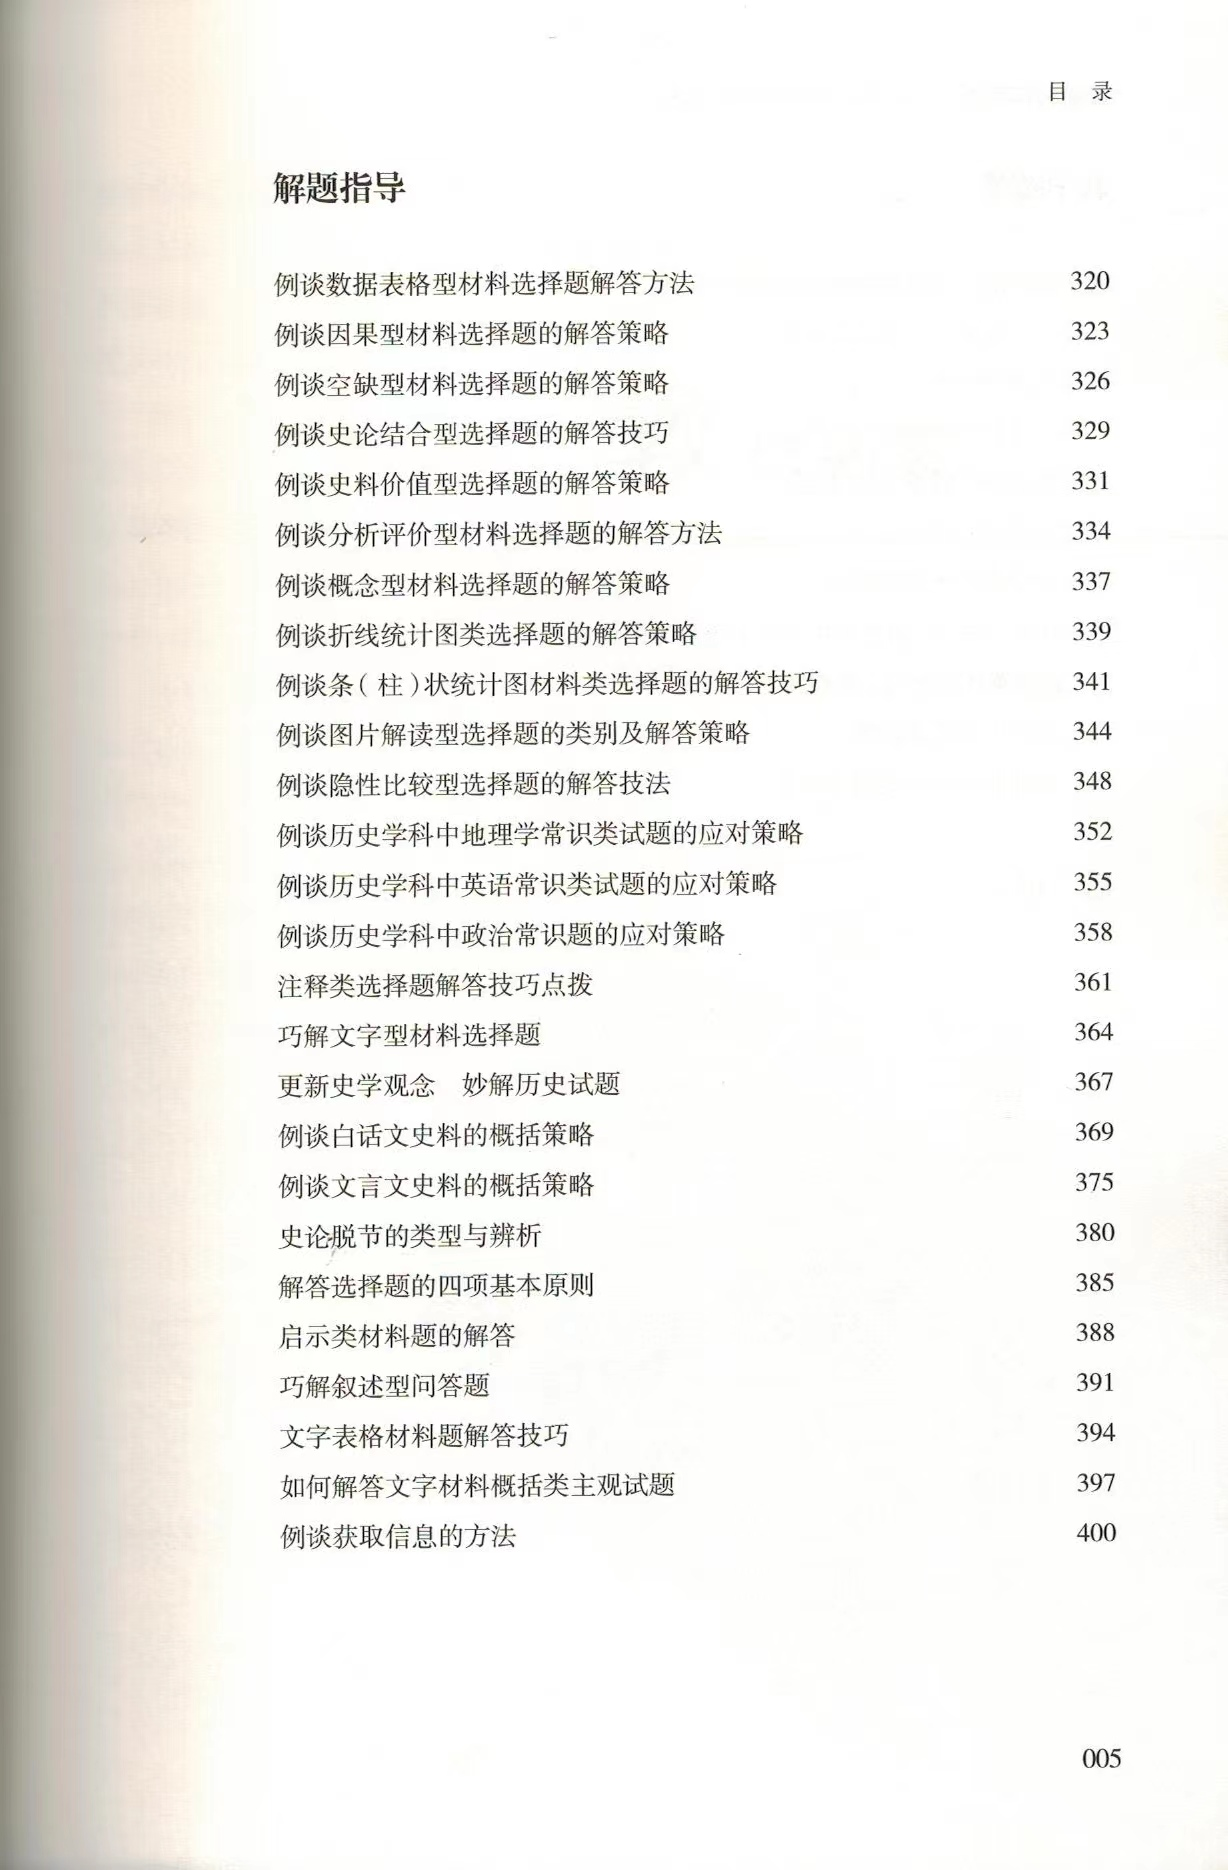 目 录
解题指导
例谈数据表格型材料选择题解答方法 320
例谈因果型材料选择题的解答策略 323
例谈空缺型材料选择题的解答策略 326
例谈史论结合型选择题的解答技巧 329
例谈史料价值型选择题的解答策略 331
例谈分析评价型材料选择题的解答方法 334
例谈概念型材料选择题的解答策略 337
例谈折线统计图类选择题的解答策略 339
例谈条(柱)状统计图材料类选择题的解答技巧 341
例谈图片解读型选择题的类别及解答策略 344
例谈隐性比较型选择题的解答技法 348
例谈历史学科中地理学常识类试题的应对策略 352
例谈历史学科中英语常识类试题的应对策略 355
例谈历史学科中政治常识题的应对策略 358
注释类选择题解答技巧点拨 361
巧解文字型材料选择题 364
更新史学观念 妙解历史试题 367
例谈白话文史料的概括策略 369
例谈文言文史料的概括策略 375
史论脱节的类型与辨析 380
解答选择题的四项基本原则 385
启示类材料题的解答 388
巧解叙述型问答题 391
文字表格材料题解答技巧 394
如何解答文字材料概括类主观试题 397
例谈获取信息的方法 400
005